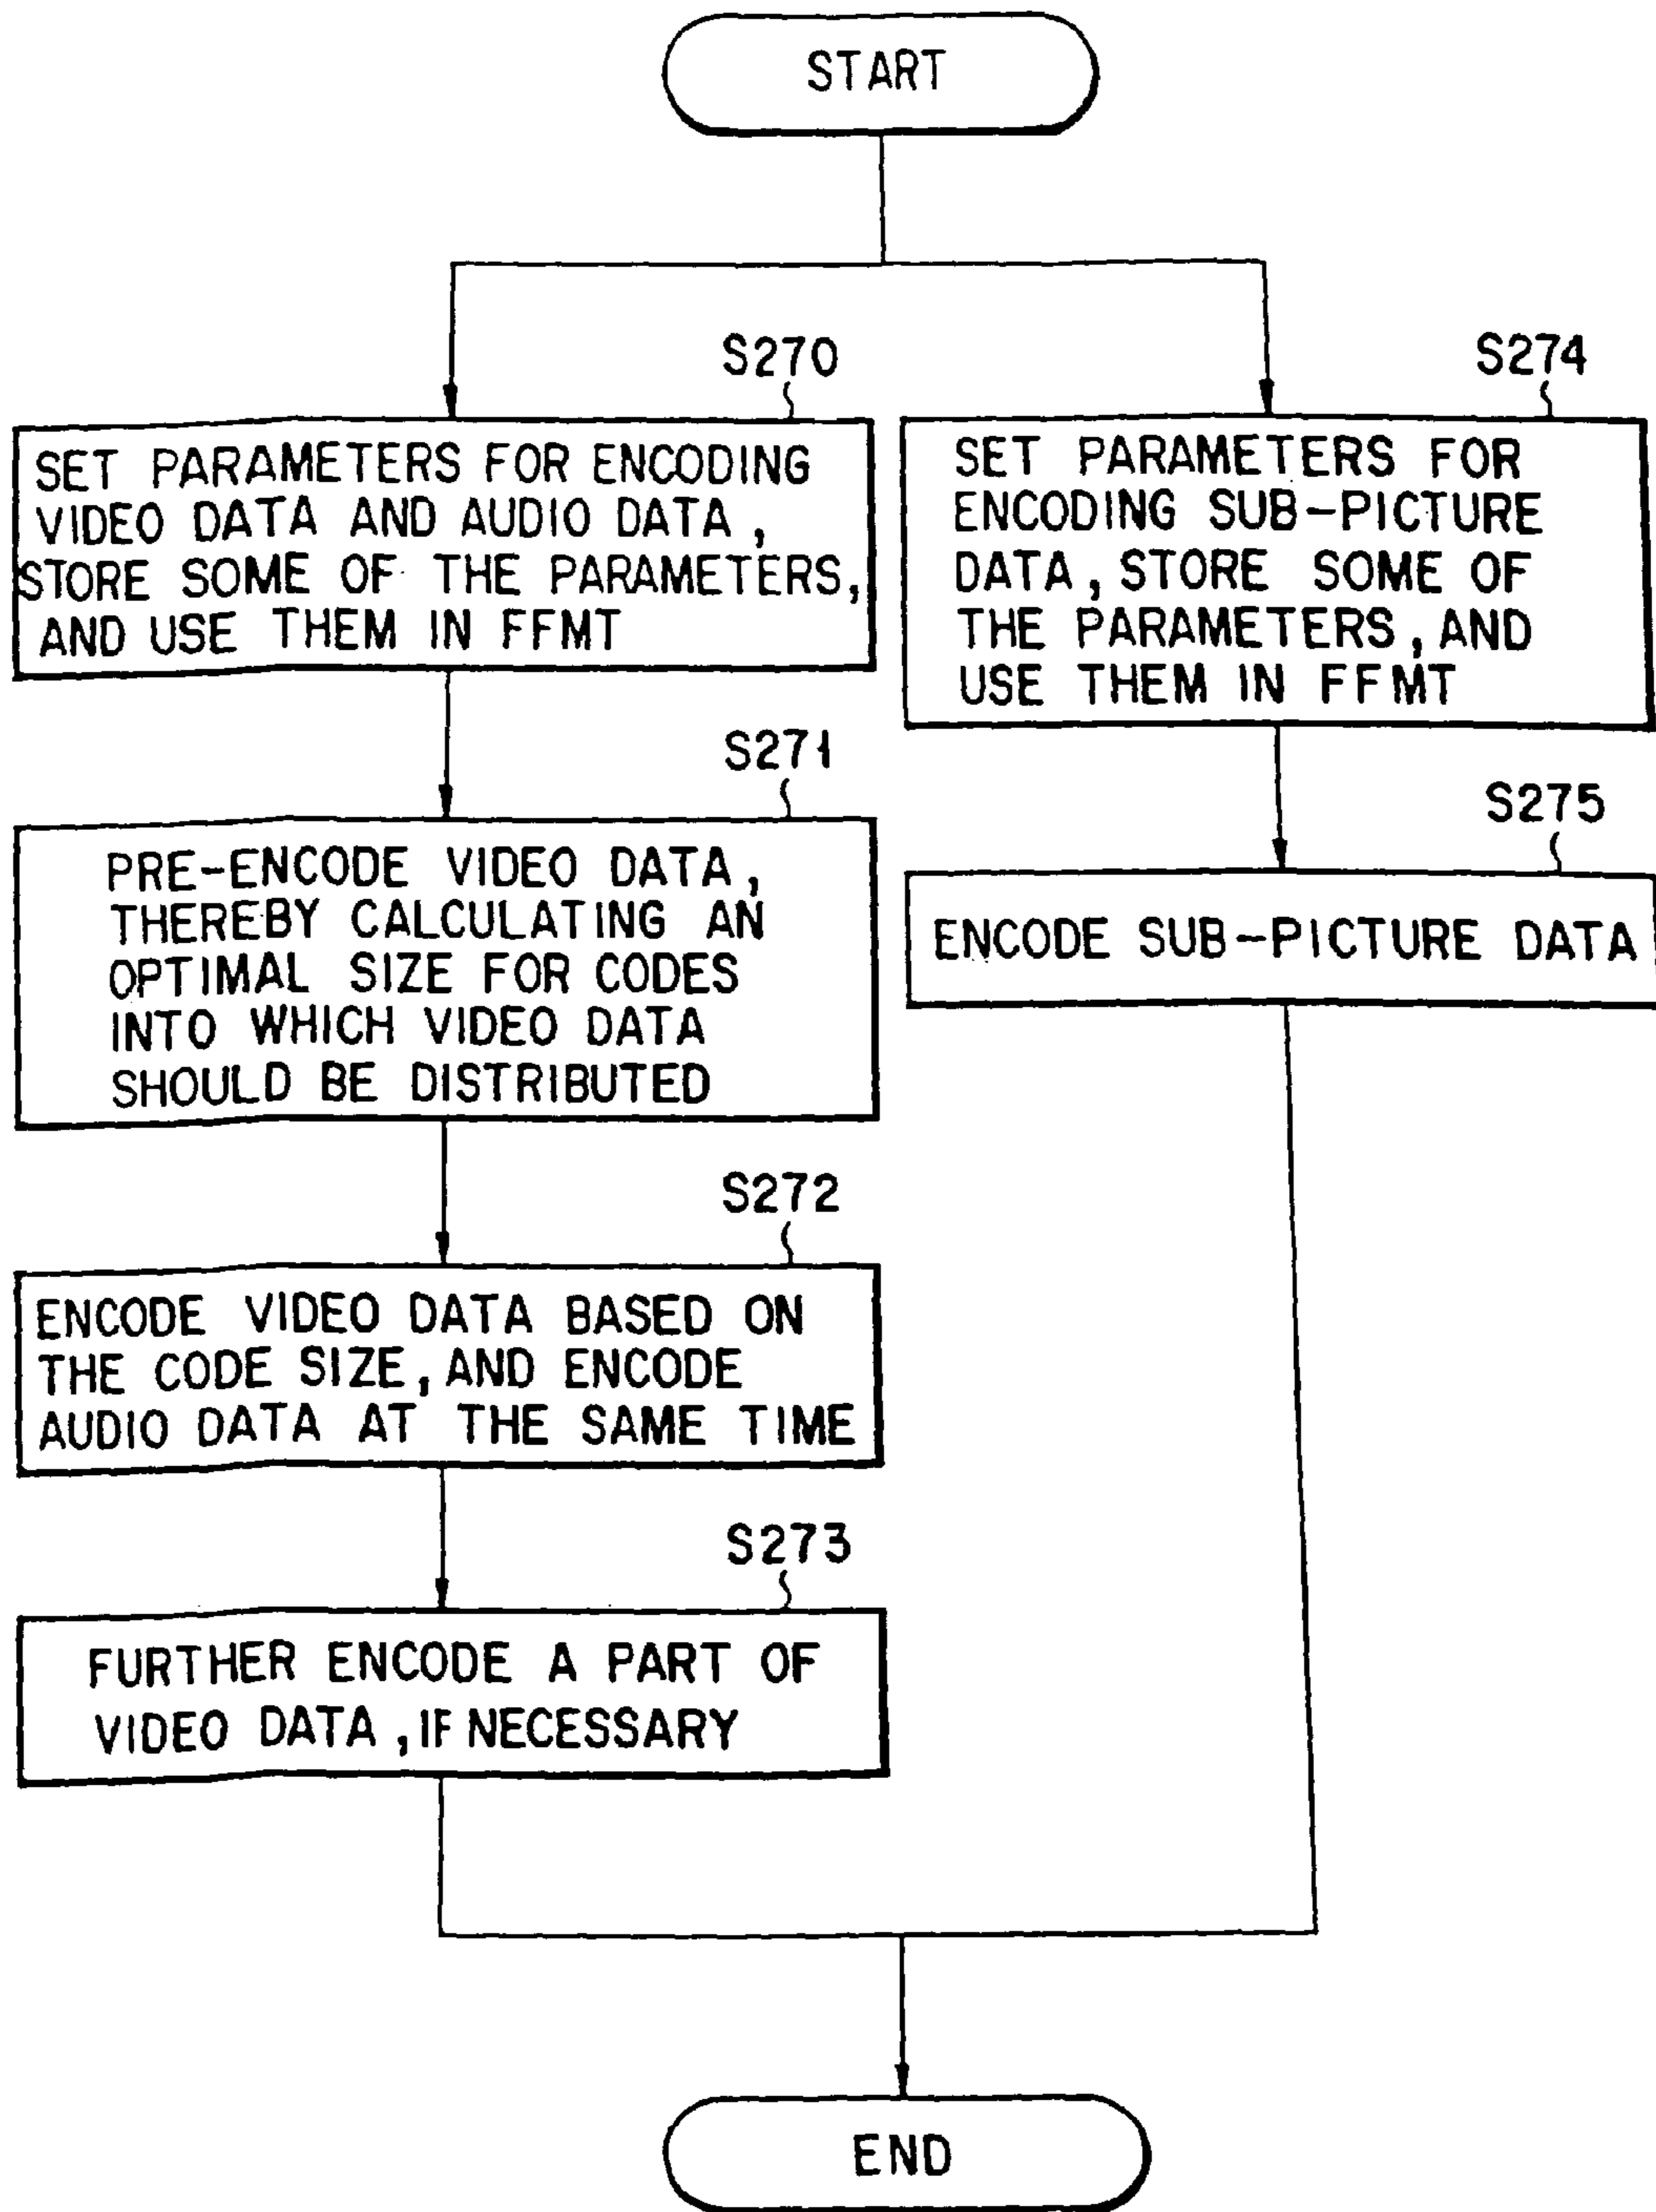 START
S270
SET PARAMETERS FOR ENCODING
VIDEO DATA AND AUDIO DATA,
STORE SOME OF THE PARAMETERS,
AND USE THEM IN FFMT
S271
PRE-ENCODE VIDEO DATA,
THEREBY CALCULATING AN
OPTIMAL SIZE FOR CODES
INTO WHICH VIDEO DATA
SHOULD BE DISTRIBUTED
S272
ENCODE VIDEO DATA BASED ON
THE CODE SIZE, AND ENCODE
AUDIO DATA AT THE SAME TIME
S273
FURTHER ENCODE A PART OF
VIDEO DATA, IF NECESSARY
S274
SET PARAMETERS FOR
ENCODING SUB-PICTURE
DATA, STORE SOME OF
THE PARAMETERS, AND
USE THEM IN FFMT
S275
ENCODE SUB-PICTURE DATA
END